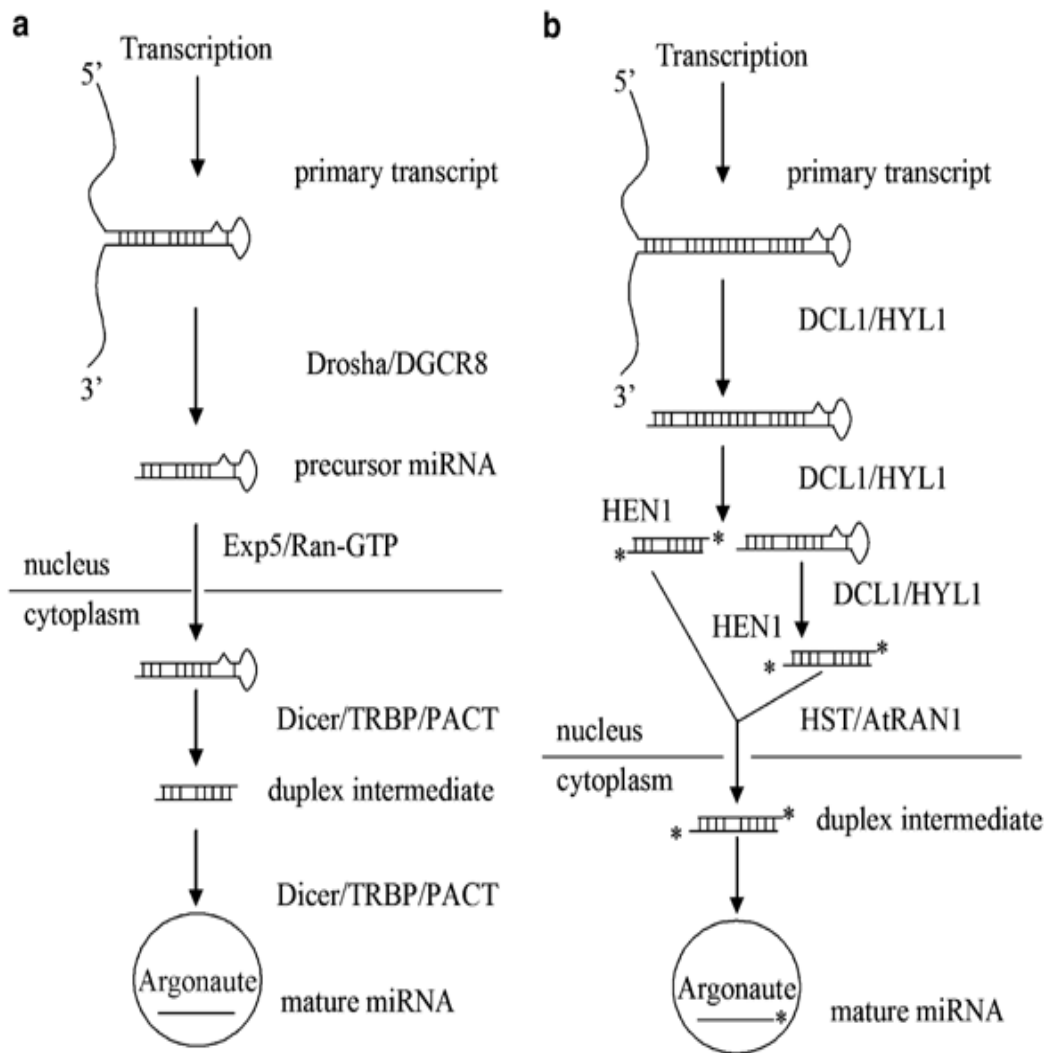 a
Transcription
5’
primary transcript
3’
Drosha/DGCR8
precursor miRNA
Exp5/Ran-GTP
nucleus
cytoplasm
Dicer/TRBP/PACT
duplex intermediate
Dicer/TRBP/PACT
Argonaute
mature miRNA
b
Transcription
5’
primary transcript
DCL1/HYL1
3’
DCL1/HYL1
HEN1
* *
DCL1/HYL1
HEN1
* *
HST/AtRAN1
nucleus
cytoplasm
* * duplex intermediate
Argonaute
* mature miRNA